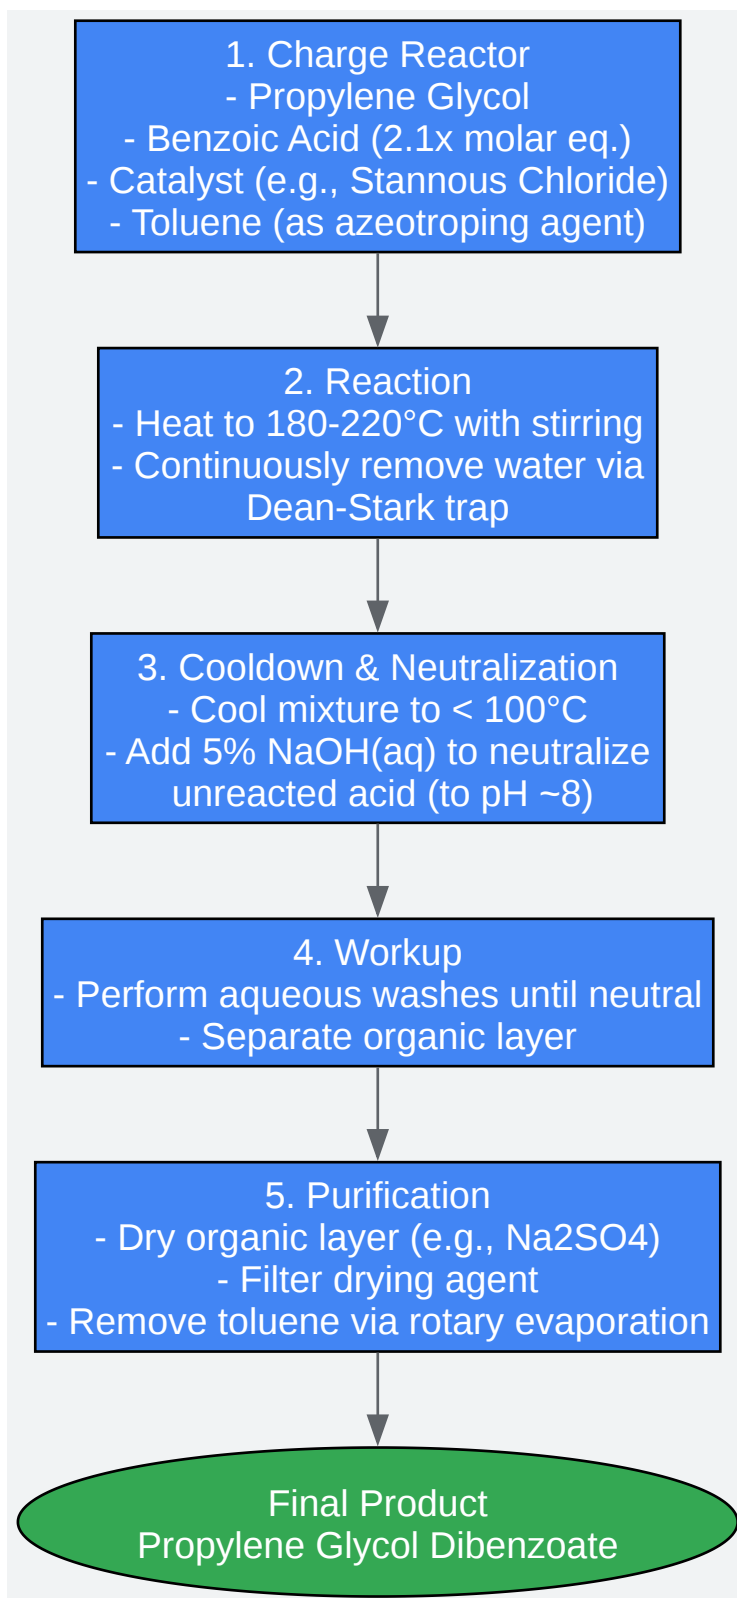 1. Charge Reactor
- Propylene Glycol
- Benzoic Acid (2.1x molar eq.)
- Catalyst (e.g., Stannous Chloride)
- Toluene (as azeotroping agent)
2. Reaction
- Heat to 180-220°C with stirring
- Continuously remove water via
Dean-Stark trap
3. Cooldown & Neutralization
- Cool mixture to < 100°C
- Add 5% NaOH(aq) to neutralize
unreacted acid (to pH ~8)
4. Workup
- Perform aqueous washes until neutral
- Separate organic layer
5. Purification
- Dry organic layer (e.g., Na2SO4)
- Filter drying agent
- Remove toluene via rotary evaporation
Final Product
Propylene Glycol Dibenzoate